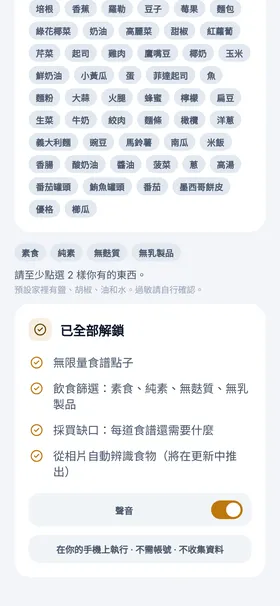 培根 香蕉 羅勒 豆子 莓果 麵包
綠花椰菜 奶油 高麗菜 甜椒 紅蘿蔔
芹菜 起司 雞肉 鷹嘴豆 椰奶 玉米
鮮奶油 小黃瓜 蛋 菲達起司 魚
麵粉 大蒜 火腿 蜂蜜 檸檬 扁豆
生菜 牛奶 絞肉 麵條 橄欖 洋蔥
義大利麵 豌豆 馬鈴薯 南瓜 米飯
香腸 酸奶油 醬油 菠菜 蔥 高湯
番茄罐頭 鮪魚罐頭 番茄 墨西哥餅皮
優格 櫛瓜
素食 純素 無麩質 無乳製品
請至少點選 2 樣你有的東西。
預設家裡有鹽、胡椒、油和水。過敏請自行確認。
已全部解鎖
無限量食譜點子
飲食篩選：素食、純素、無麩質、無乳
製品
採買缺口：每道食譜還需要什麼
從相片自動辨識食物（將在更新中推
出）
聲音
在你的手機上執行 · 不需帳號 · 不收集資料